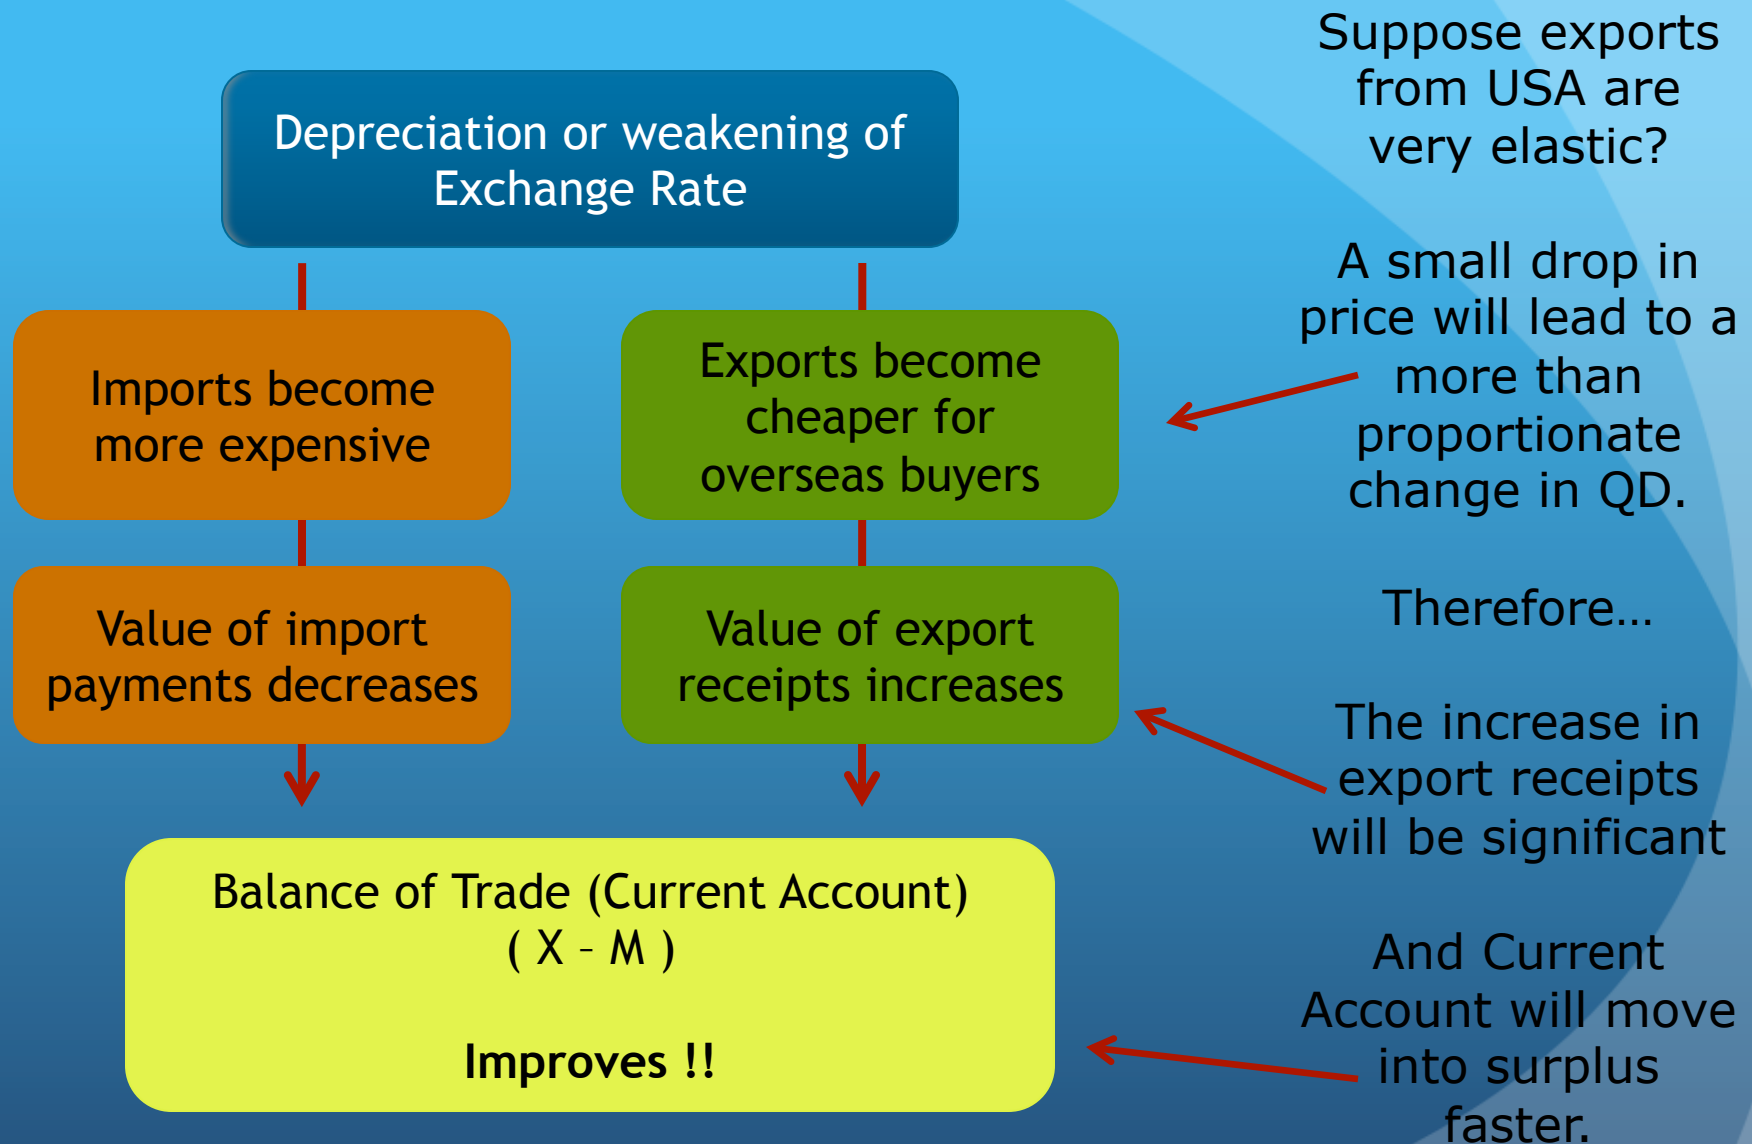 Depreciation or weakening of
Exchange Rate
Imports become
more expensive
Exports become
cheaper for
overseas buyers
Value of import
payments decreases
Value of export
receipts increases
Balance of Trade (Current Account)
( X – M )
Improves !!
Suppose exports
from USA are
very elastic?
A small drop in
price will lead to a
more than
proportionate
change in QD.
Therefore…
The increase in
export receipts
will be significant
And Current
Account will move
into surplus
faster.